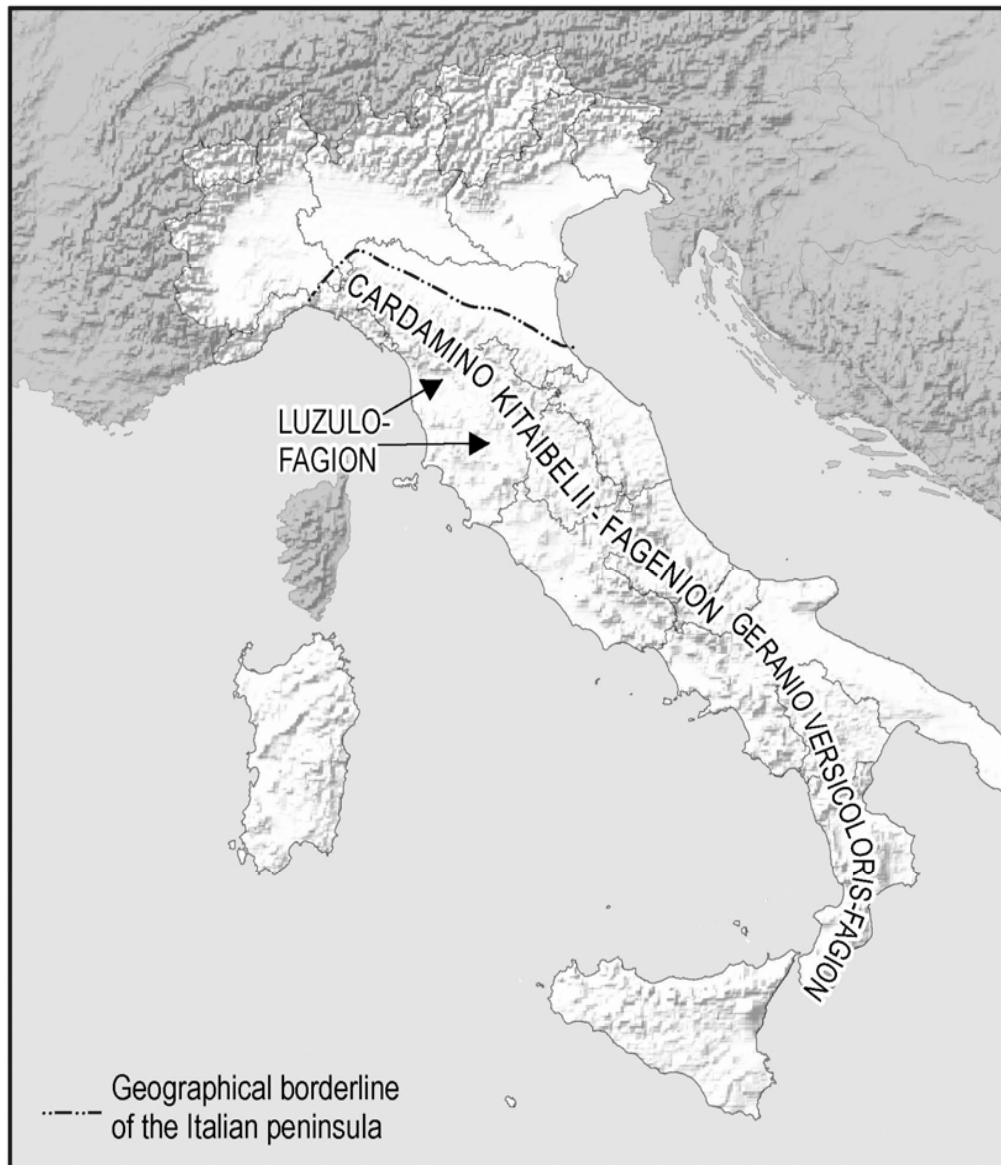 CARDAMINO KITAIBELII - FAGENION
LUZULO-
FAGION
GERANIO VERSICOLORIS-FAGION
Geographical borderline
of the Italian peninsula